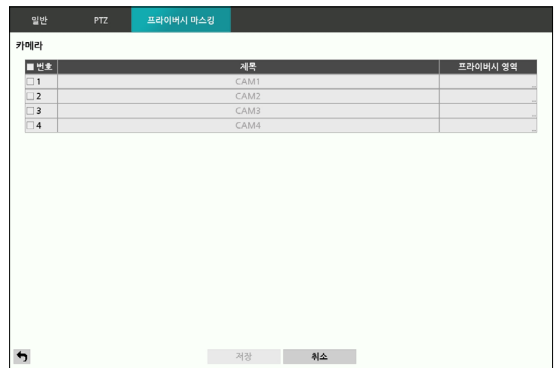 일반 PTZ 프라이버시 마스킹
카메라
번호 제목 프라이버시 영역
1 CAM1 ...
2 CAM2 ...
3 CAM3 ...
4 CAM4 ...
저장 취소